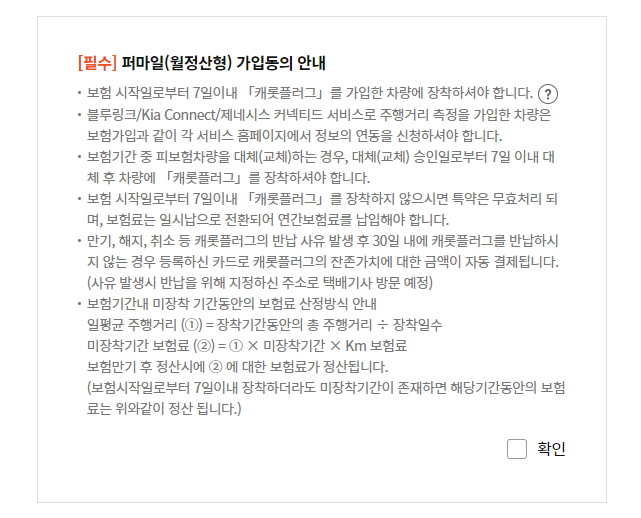 [필수] 퍼마일(월정산형) 가입동의 안내
• 보험 시작일로부터 7일이내 「캐롯플러그」를 가입한 차량에 장착하셔야 합니다. ?
• 블루링크/Kia Connect/제네시스 커넥티드 서비스로 주행거리 측정을 가입한 차량은
보험가입과 같이 각 서비스 홈페이지에서 정보의 연동을 신청하셔야 합니다.
• 보험기간 중 피보험차량을 대체(교체)하는 경우, 대체(교체) 승인일로부터 7일 이내 대
체 후 차량에 「캐롯플러그」를 장착하셔야 합니다.
• 보험 시작일로부터 7일이내 「캐롯플러그」를 장착하지 않으시면 특약은 무효처리 되
며, 보험료는 일시납으로 전환되어 연간보험료를 납입해야 합니다.
• 만기, 해지, 취소 등 캐롯플러그의 반납 사유 발생 후 30일 내에 캐롯플러그를 반납하시
지 않는 경우 등록하신 카드로 캐롯플러그의 잔존가치에 대한 금액이 자동 결제됩니다.
(사유 발생시 반납을 위해 지정하신 주소로 택배기사 방문 예정)
• 보험기간내 미장착 기간동안의 보험료 산정방식 안내
일평균 주행거리 (①) = 장착기간동안의 총 주행거리 ÷ 장착일수
미장착기간 보험료 (②) = ① × 미장착기간 × Km 보험료
보험만기 후 정산시에 ② 에 대한 보험료가 정산됩니다.
(보험시작일로부터 7일이내 장착하더라도 미장착기간이 존재하면 해당기간동안의 보험
료는 위와같이 정산 됩니다.)
확인